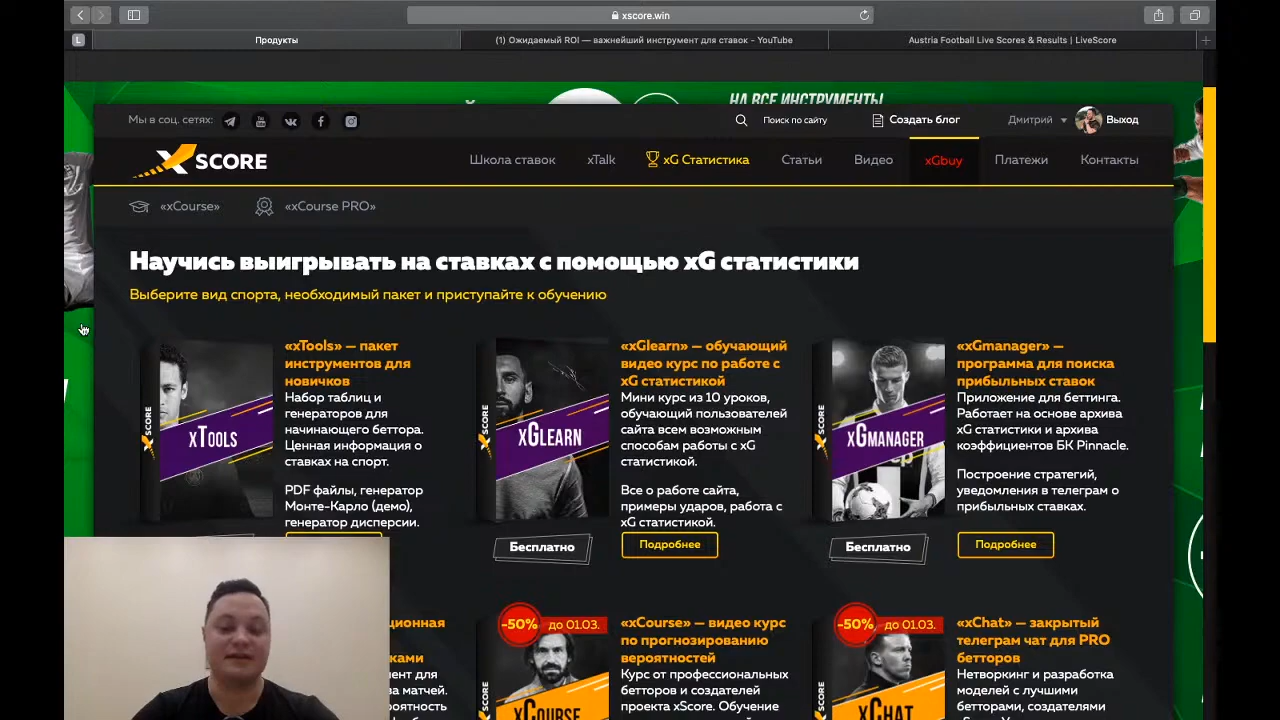 xscore.win
L
Продукты
(1) Ожидаемый ROI — важнейший инструмент для ставок - YouTube
Austria Football Live Scores & Results | LiveScore
НА ВСЕ ИНСТРУМЕНТЫ
Мы в соц. сетях:
Поиск по сайту
Создать блог
Дмитрий
Выход
XSCORE
Школа ставок
xTalk
xG Статистика
Статьи
Видео
xGbuy
Платежи
Контакты
«xCourse»
«xCourse PRO»
Научись выигрывать на ставках с помощью xG статистики
Выберите вид спорта, необходимый пакет и приступайте к обучению
XSCORE
xTools
«xTools» — пакет
инструментов для
новичков
Набор таблиц и
генераторов для
начинающего беттора.
Ценная информация о
ставках на спорт.
PDF файлы, генератор
Монте-Карло (демо),
генератор дисперсии.
XSCORE
xGlearn
Бесплатно
«xGlearn» — обучающий
видео курс по работе с
xG статистикой
Мини курс из 10 уроков,
обучающий пользователей
сайта всем возможным
способам работы с xG
статистикой.
Все о работе сайта,
примеры ударов, работа с
xG статистикой.
Подробнее
XSCORE
xGmanager
Бесплатно
«xGmanager» —
программа для поиска
прибыльных ставок
Приложение для беттинга.
Работает на основе архива
xG статистики и архива
коэффициентов БК Pinnacle.
Построение стратегий,
уведомления в телеграм о
прибыльных ставках.
Подробнее
-50%
до 01.03.
SCORE
xCourse
«xCourse» — видео курс
по прогнозированию
вероятностей
Курс от профессиональных
бетторов и создателей
проекта xScore. Обучение
-50%
до 01.03.
SCORE
xChat
«xChat» — закрытый
телеграм чат для PRO
бетторов
Нетворкинг и разработка
моделей с лучшими
бетторами, создателями